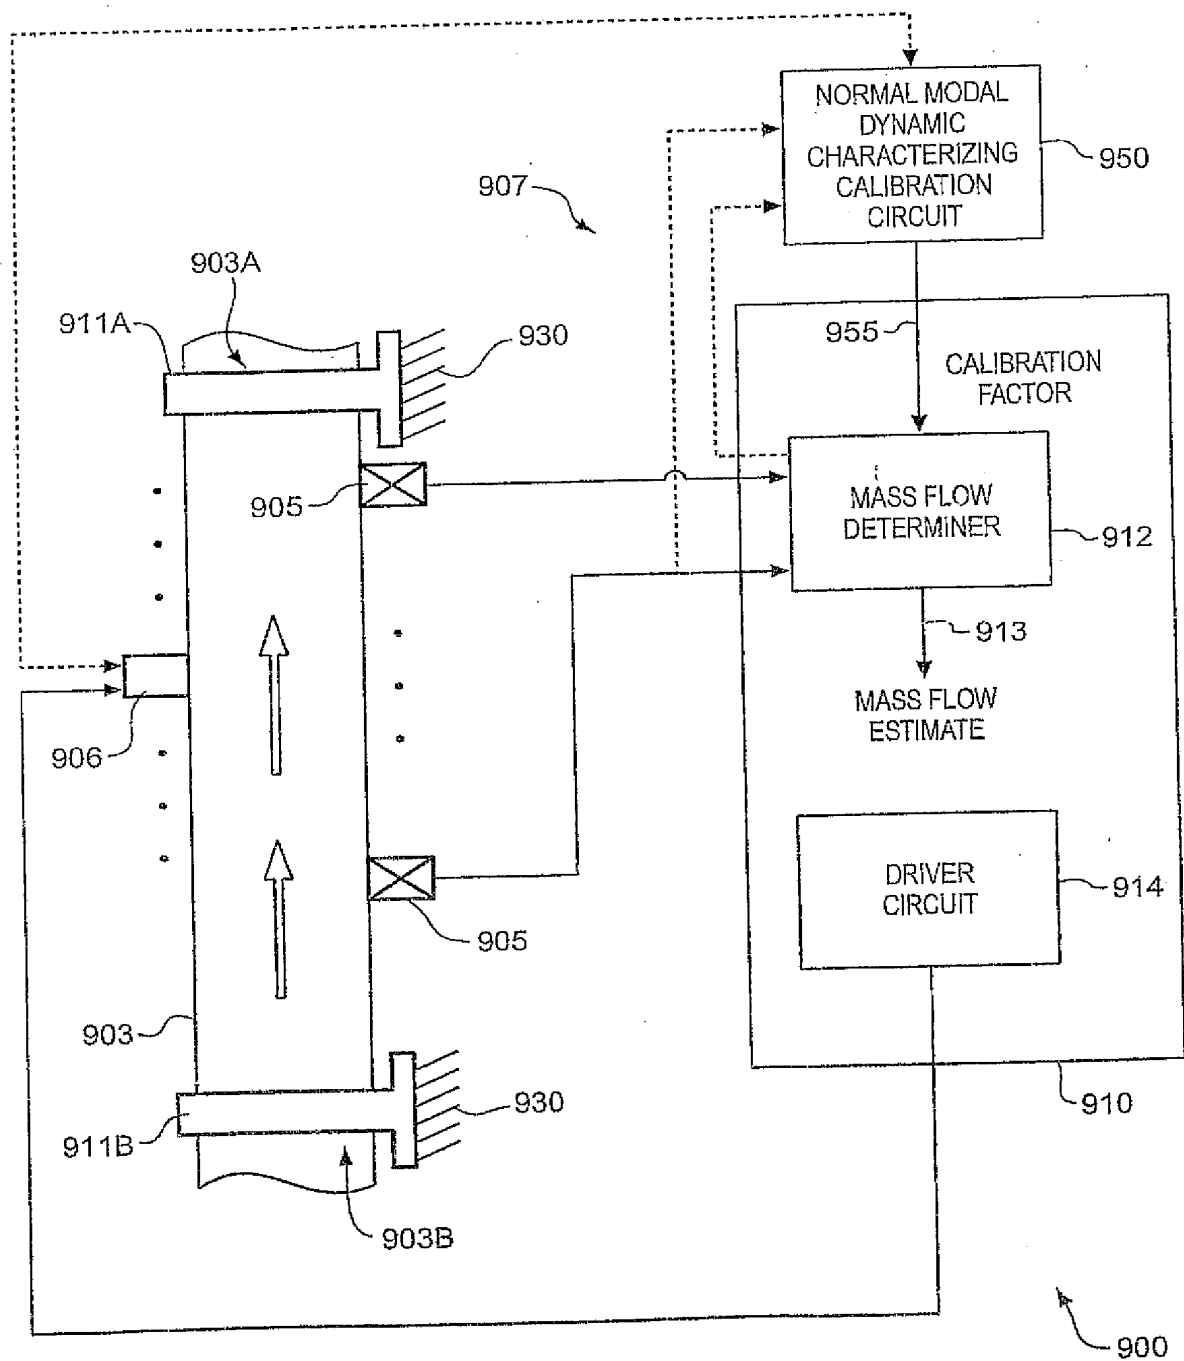 NORMAL MODAL
DYNAMIC
CHARACTERIZING
CALIBRATION
CIRCUIT
950
907
903A
911A
930
955
CALIBRATION
FACTOR
905
MASS FLOW
DETERMINER
912
913
906
MASS FLOW
ESTIMATE
DRIVER
CIRCUIT
914
905
903
930
910
911B
903B
900